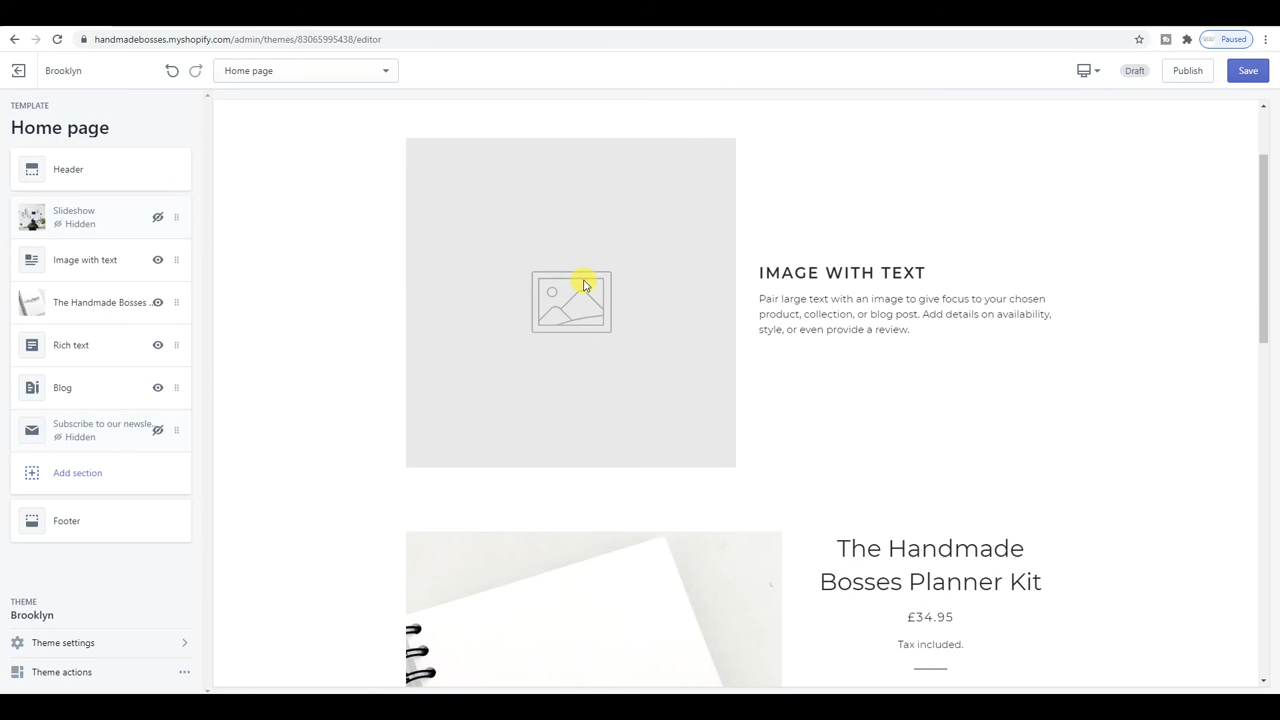 handmadebosses.myshopify.com/admin/themes/83065995438/editor
Paused
Brooklyn
Home page
Draft
Publish
Save
TEMPLATE
Home page
Header
Slideshow
Hidden
Image with text
The Handmade Bosses ...
Rich text
Blog
Subscribe to our newsle...
Hidden
Add section
Footer
THEME
Brooklyn
Theme settings
Theme actions
IMAGE WITH TEXT
Pair large text with an image to give focus to your chosen
product, collection, or blog post. Add details on availability,
style, or even provide a review.
The Handmade
Bosses Planner Kit
£34.95
Tax included.